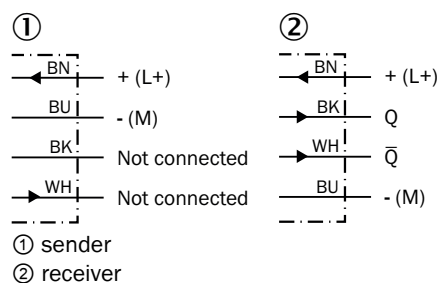 ①
BN + (L+)
BU - (M)
BK Not connected
WH Not connected
②
BN + (L+)
BK Q
WH Q̅
BU - (M)
① sender
② receiver